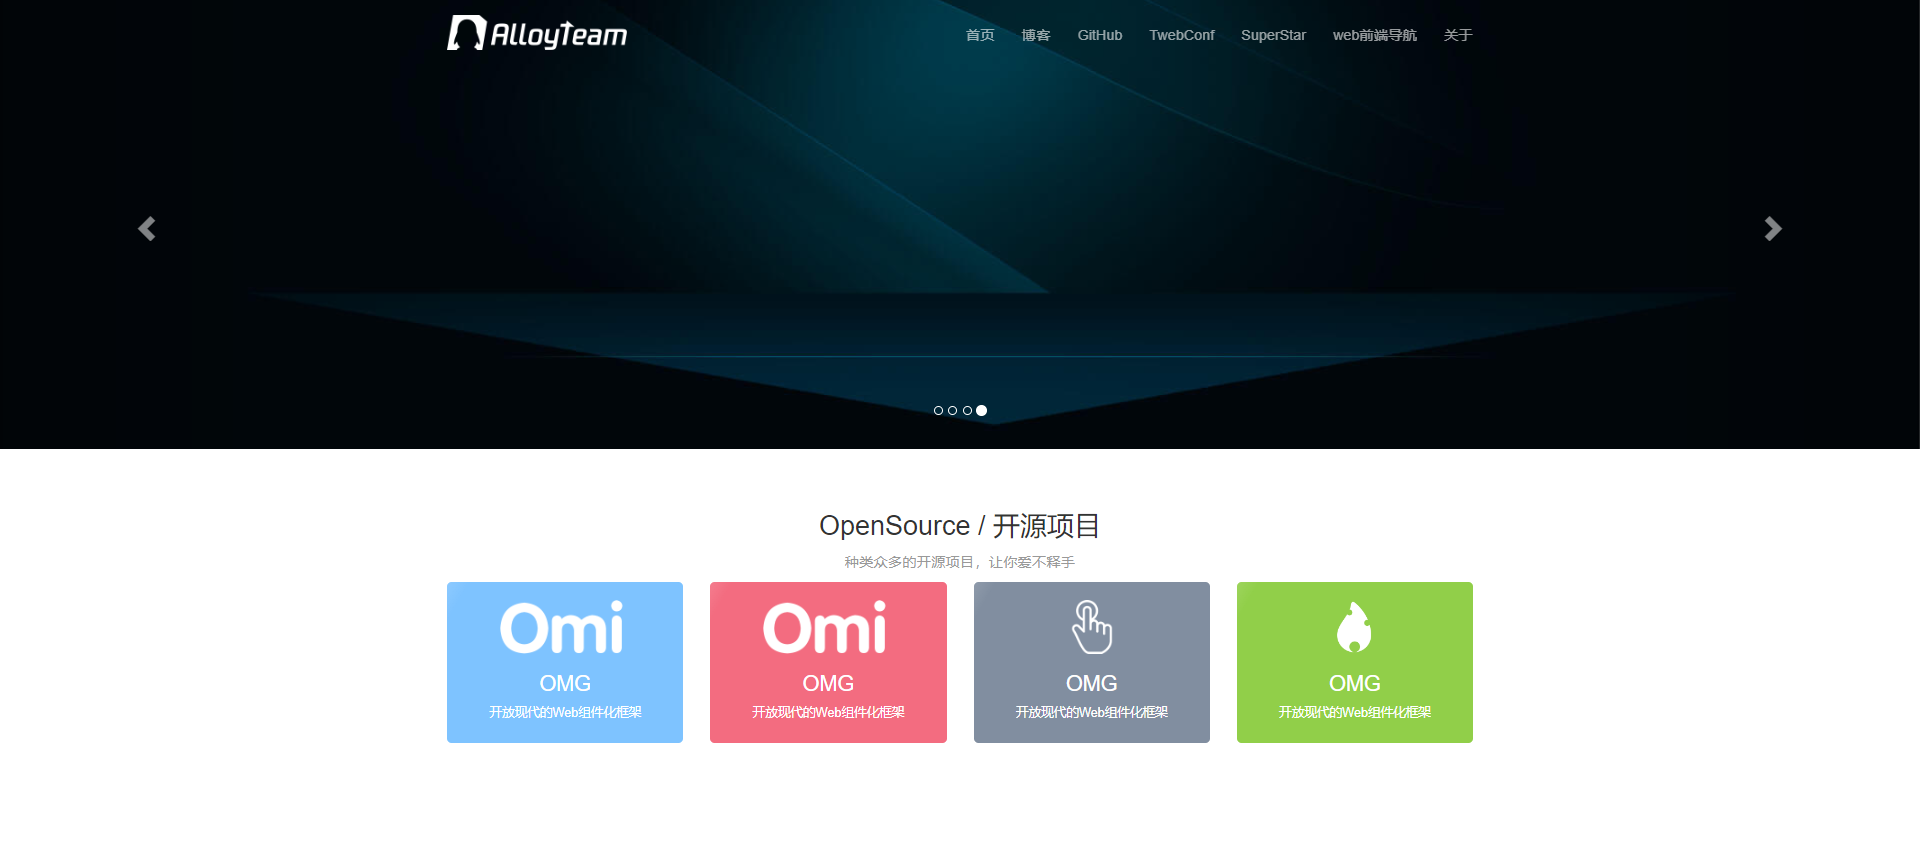 AlloyTeam
首页 博客 GitHub TwebConf SuperStar web前端导航 关于
OpenSource / 开源项目
种类众多的开源项目，让你爱不释手
Omi
OMG
开放现代的Web组件化框架
Omi
OMG
开放现代的Web组件化框架
OMG
开放现代的Web组件化框架
OMG
开放现代的Web组件化框架